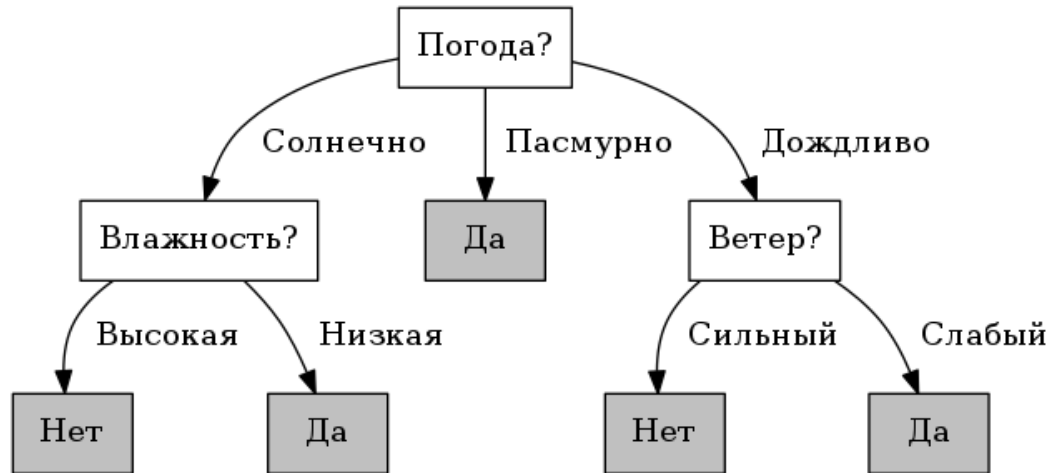 Погода?
Солнечно
Пасмурно
Дождливо
Влажность?
Да
Ветер?
Высокая
Низкая
Сильный
Слабый
Нет
Да
Нет
Да